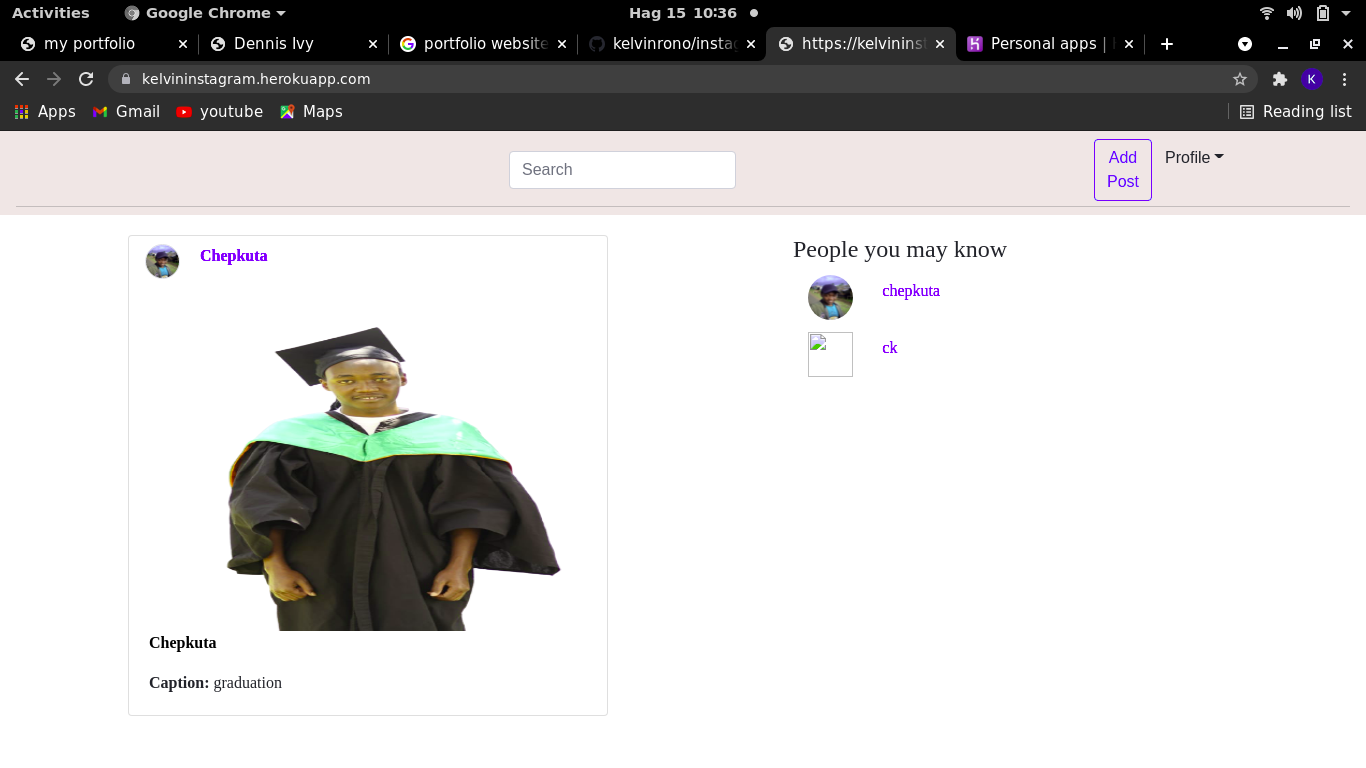 Activities Google Chrome Hag 15 10:36
my portfolio Dennis Ivy portfolio website kelvinrono/insta https://kelvinins Personal apps |
kelvininstagram.herokuapp.com K
Apps Gmail youtube Maps Reading list
Search
Add
Post
Profile
Chepkuta
Chepkuta
Caption: graduation
People you may know
chepkuta
ck